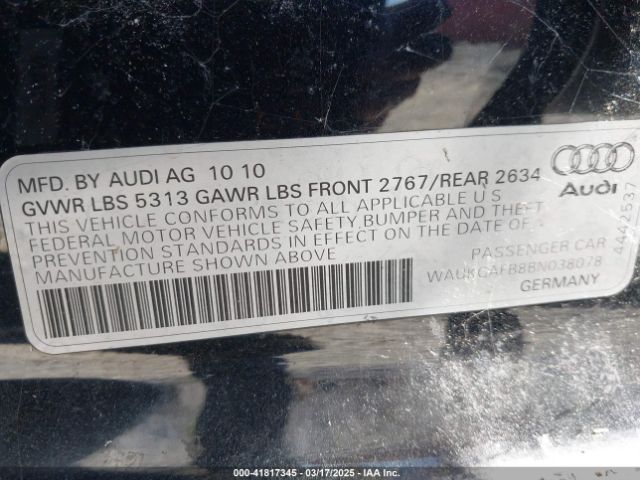 MFD. BY AUDI AG 10 10
GVWR LBS 5313 GAWR LBS FRONT 2767/REAR 2634
THIS VEHICLE CONFORMS TO ALL APPLICABLE U S
FEDERAL MOTOR VEHICLE SAFETY,BUMPER AND THEFT
PREVENTION STANDARDS IN EFFECT ON THE DATE OF
MANUFACTURE SHOWN ABOVE
PASSENGER CAR
WAUKGAFB8BN038078
GERMANY
Audi
4442537
000-41817345 - 03/17/2025 - IAA Inc.